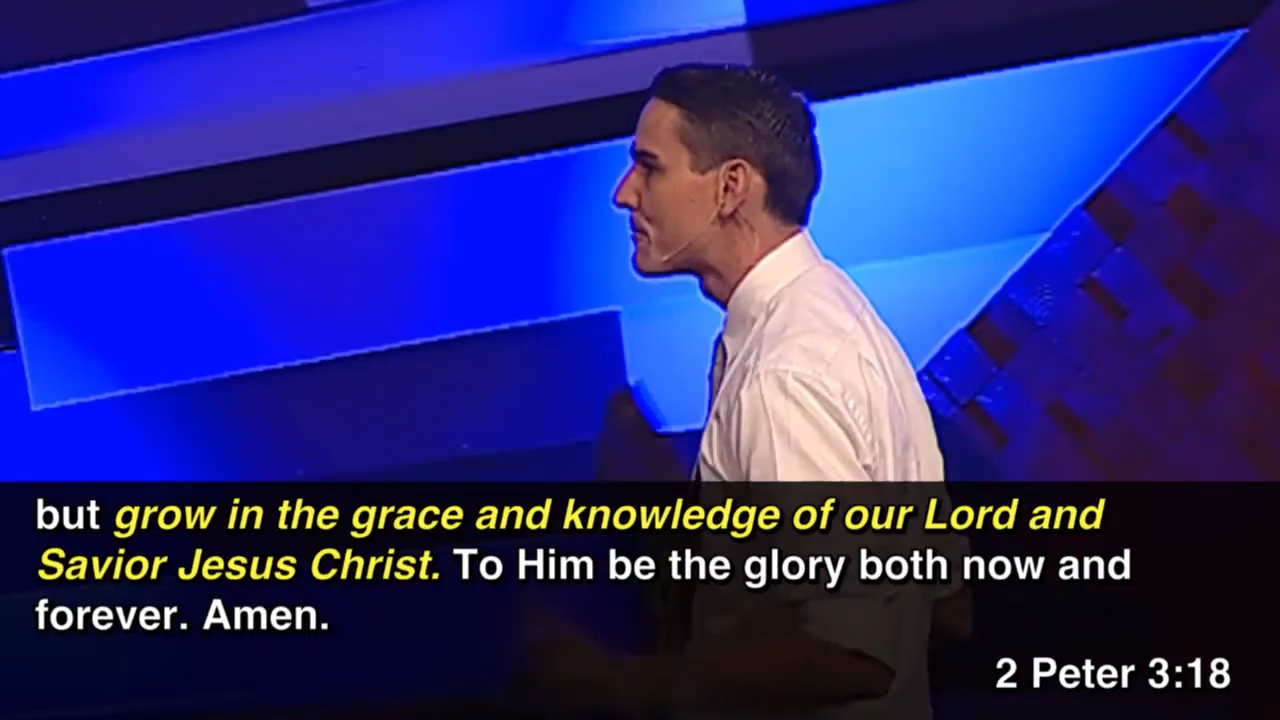 but grow in the grace and knowledge of our Lord and
Savior Jesus Christ. To Him be the glory both now and
forever. Amen.
2 Peter 3:18